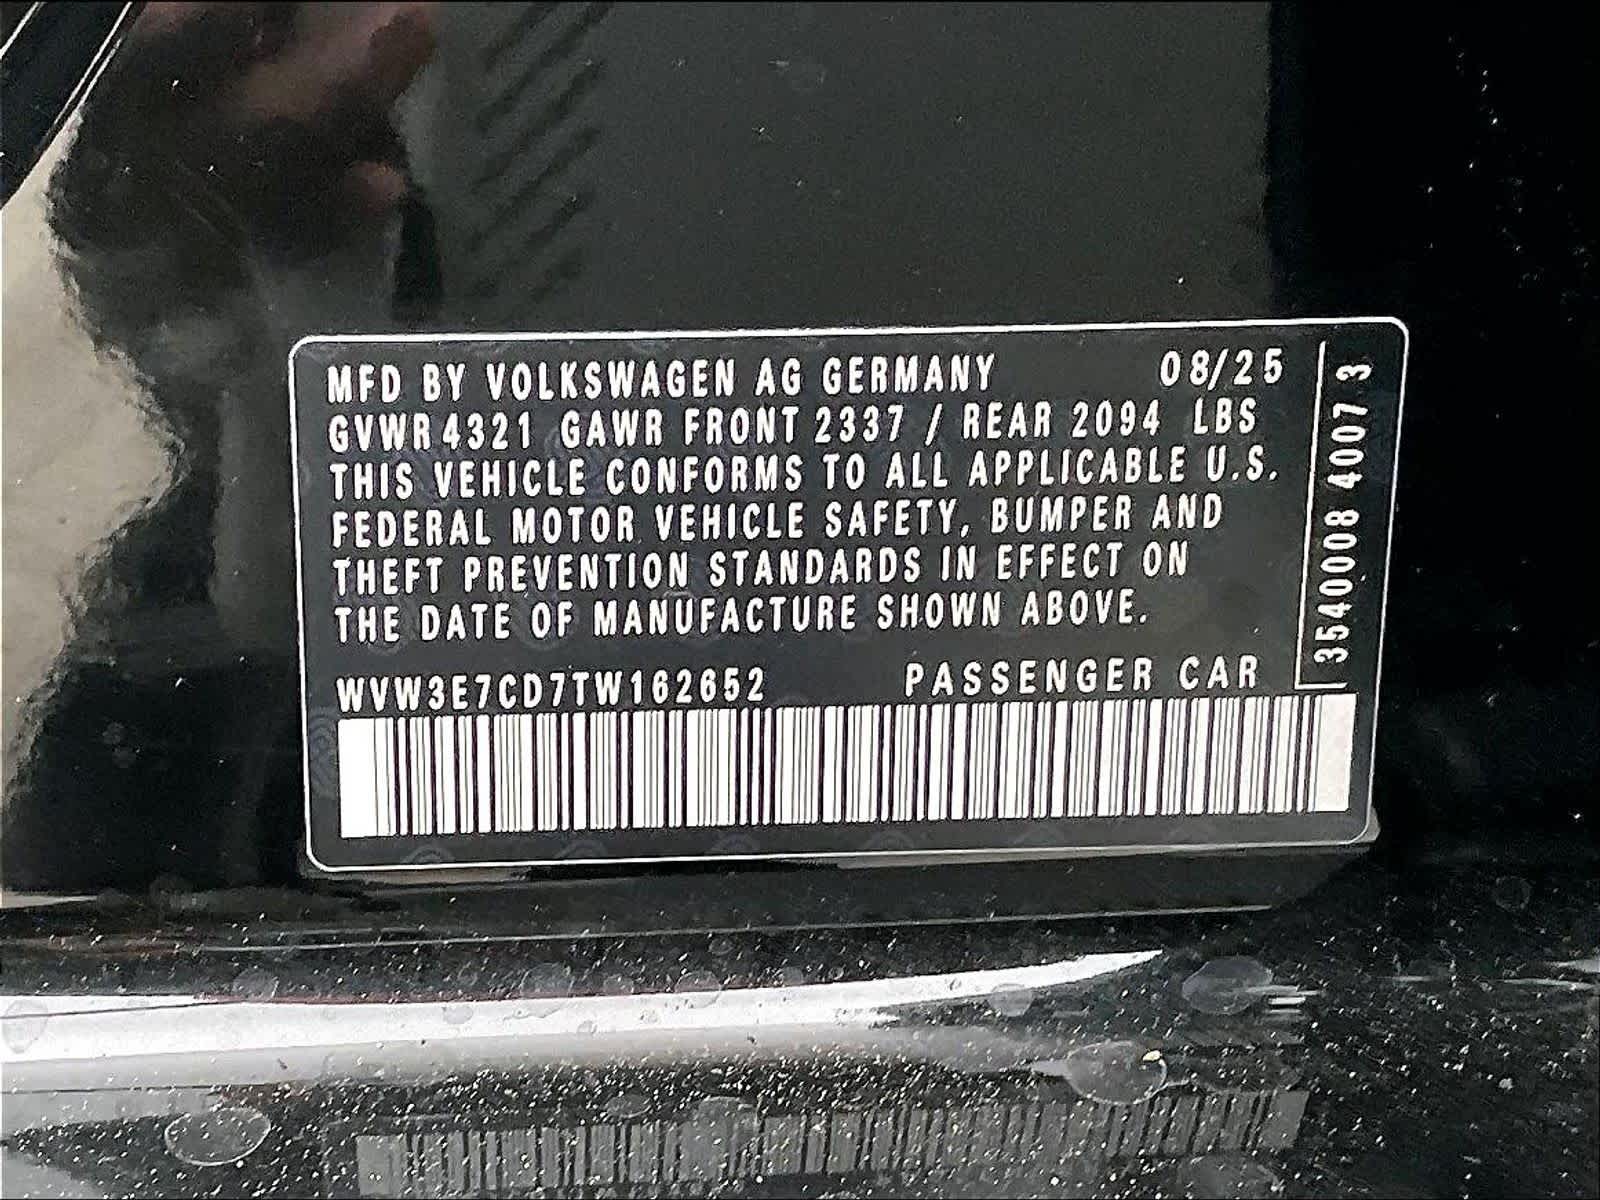 MFD BY VOLKSWAGEN AG GERMANY 08/25
GVWR 4321 GAWR FRONT 2337 / REAR 2094 LBS
THIS VEHICLE CONFORMS TO ALL APPLICABLE U.S.
FEDERAL MOTOR VEHICLE SAFETY, BUMPER AND
THEFT PREVENTION STANDARDS IN EFFECT ON
THE DATE OF MANUFACTURE SHOWN ABOVE.
WVW3E7CD7TW162652 PASSENGER CAR
3540008 4007 3